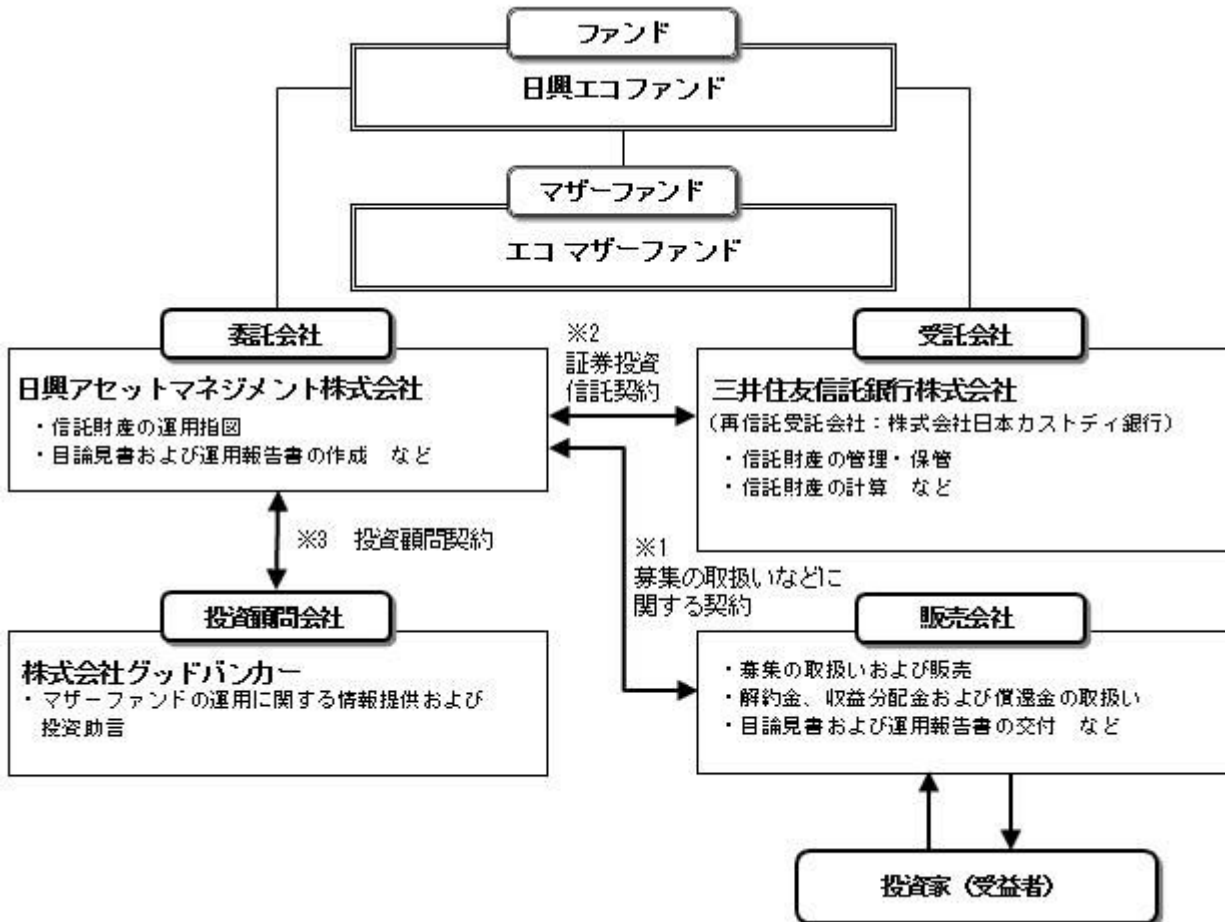 ファンド
日興エコファンド
マザーファンド
エコ マザーファンド
委託会社
日興アセットマネジメント株式会社
・信託財産の運用指図
・目論見書および運用報告書の作成　など
※2
証券投資
信託契約
受託会社
三井住友信託銀行株式会社
(再信託受託会社：株式会社日本カストディ銀行)
・信託財産の管理・保管
・信託財産の計算　など
※3　投資顧問契約
※1
募集の取扱いなどに
関する契約
投資顧問会社
株式会社グッドバンカー
・マザーファンドの運用に関する情報提供および
投資助言
販売会社
・募集の取扱いおよび販売
・解約金、収益分配金および償還金の取扱い
・目論見書および運用報告書の交付　など
投資家（受益者）